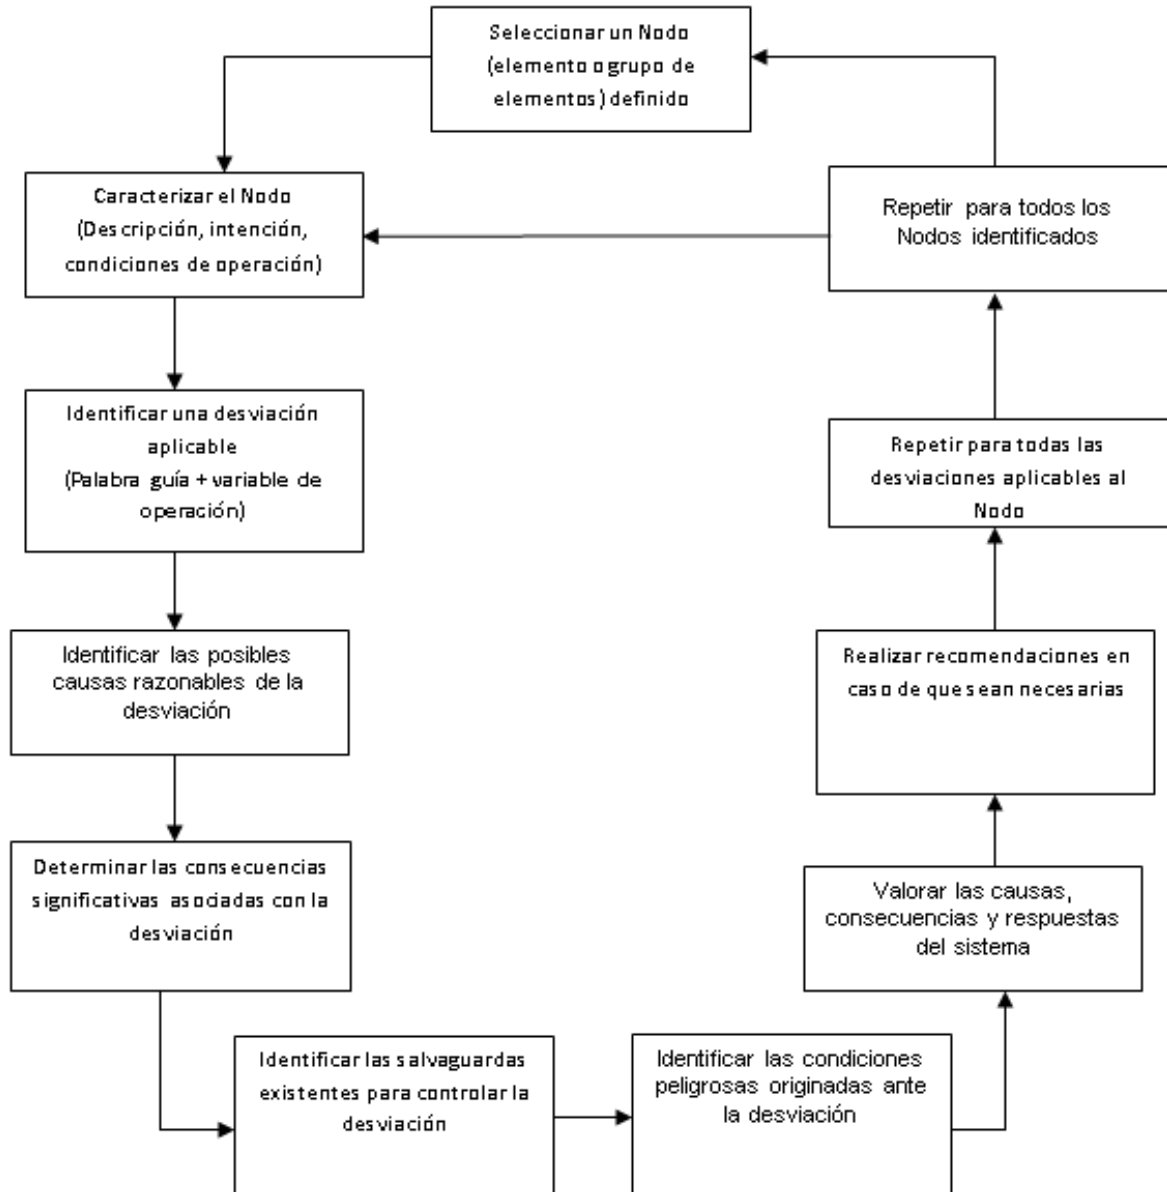 Seleccionar un Nodo
(elemento o grupo de
elementos) definido
Caracterizar el Nodo
(Descripción, intención,
condiciones de operación)
Repetir para todos los
Nodos identificados
Identificar una desviación
aplicable
(Palabra guía + variable de
operación)
Repetir para todas las
desviaciones aplicables al
Nodo
Identificar las posibles
causas razonables de la
desviación
Realizar recomendaciones en
caso de que sean necesarias
Determinar las consecuencias
significativas asociadas con la
desviación
Valorar las causas,
consecuencias y respuestas
del sistema
Identificar las salvaguardas
existentes para controlar la
desviación
Identificar las condiciones
peligrosas originadas ante
la desviación